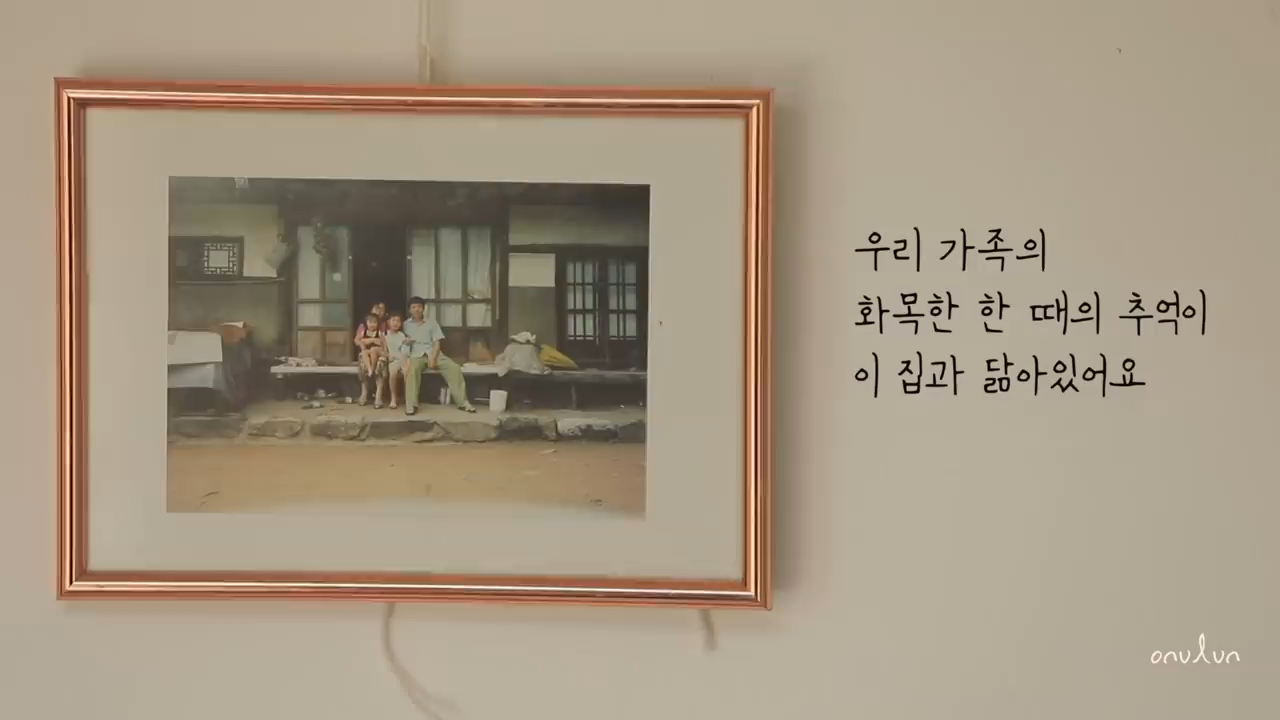 우리 가족의
화목한 한 때의 추억이
이 집과 닮아있어요
onulun